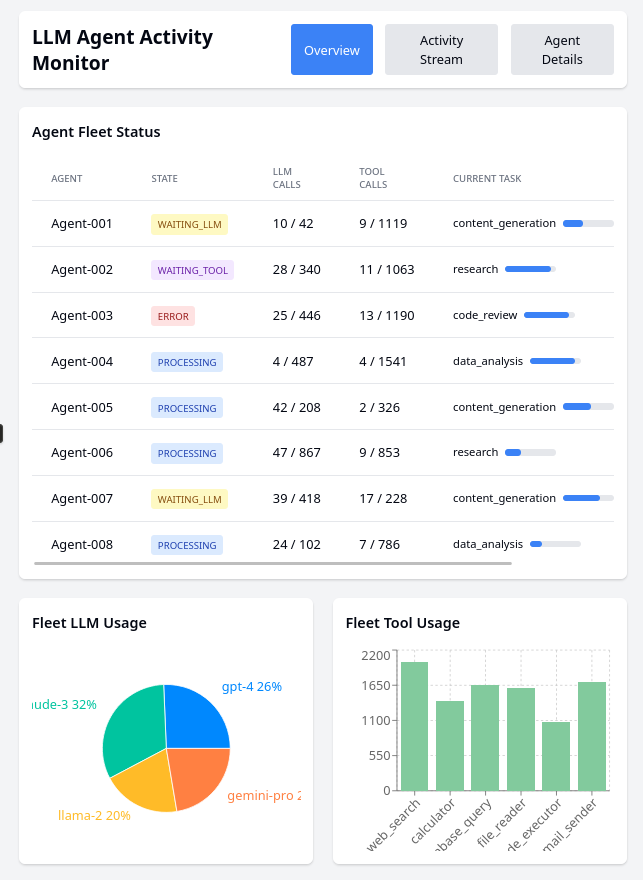 LLM Agent Activity
Monitor
Overview
Activity
Stream
Agent
Details
Agent Fleet Status
AGENT STATE LLM CALLS TOOL CALLS CURRENT TASK
Agent-001 WAITING_LLM 10 / 42 9 / 1119 content_generation
Agent-002 WAITING_TOOL 28 / 340 11 / 1063 research
Agent-003 ERROR 25 / 446 13 / 1190 code_review
Agent-004 PROCESSING 4 / 487 4 / 1541 data_analysis
Agent-005 PROCESSING 42 / 208 2 / 326 content_generation
Agent-006 PROCESSING 47 / 867 9 / 853 research
Agent-007 WAITING_LLM 39 / 418 17 / 228 content_generation
Agent-008 PROCESSING 24 / 102 7 / 786 data_analysis
Fleet LLM Usage
gpt-4 26%
ude-3 32%
llama-2 20%
gemini-pro
Fleet Tool Usage
2200
1650
1100
550
0
web_search
calculator
base_query
file_reader
de_executor
mail_sender